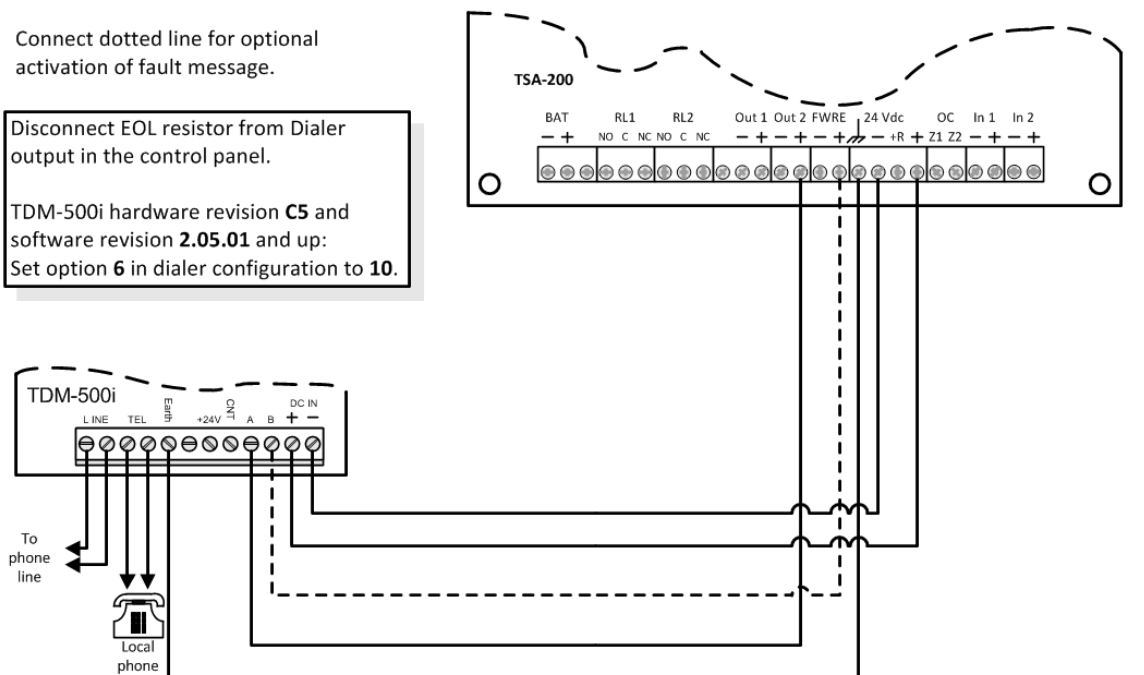 Connect dotted line for optional
activation of fault message.
Disconnect EOL resistor from Dialer
output in the control panel.
TDM-500i hardware revision C5 and
software revision 2.05.01 and up:
Set option 6 in dialer configuration to 10.
TSA-200
BAT RL1 RL2 Out 1 Out 2 FWRE 24 Vdc OC In 1 In 2
− + NO C NC NO C NC − + − + − + − +R + Z1 Z2 − + − +
TDM-500i
L INE TEL Earth +24V CNT A B DC IN
+ −
To
phone
line
Local
phone